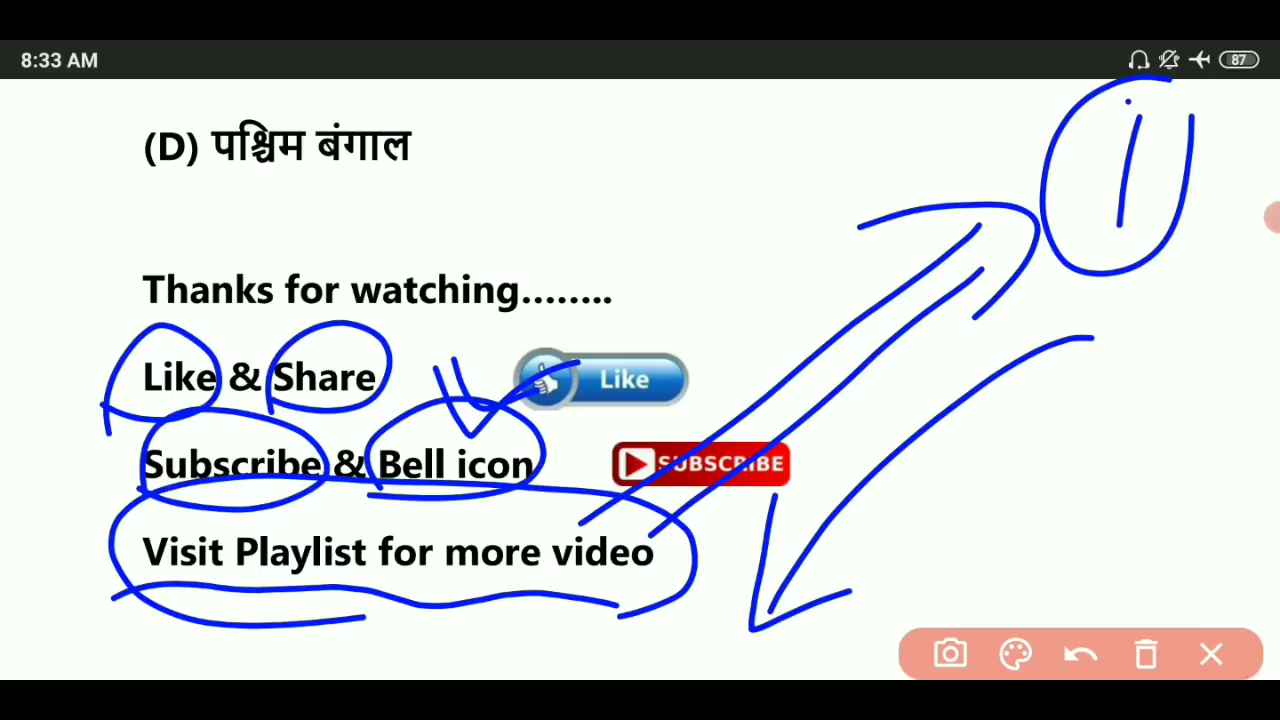 8:33 AM 87
(D) पश्चिम बंगाल
i
Thanks for watching........
Like & Share Like
Subscribe & Bell icon SUBSCRIBE
Visit Playlist for more video